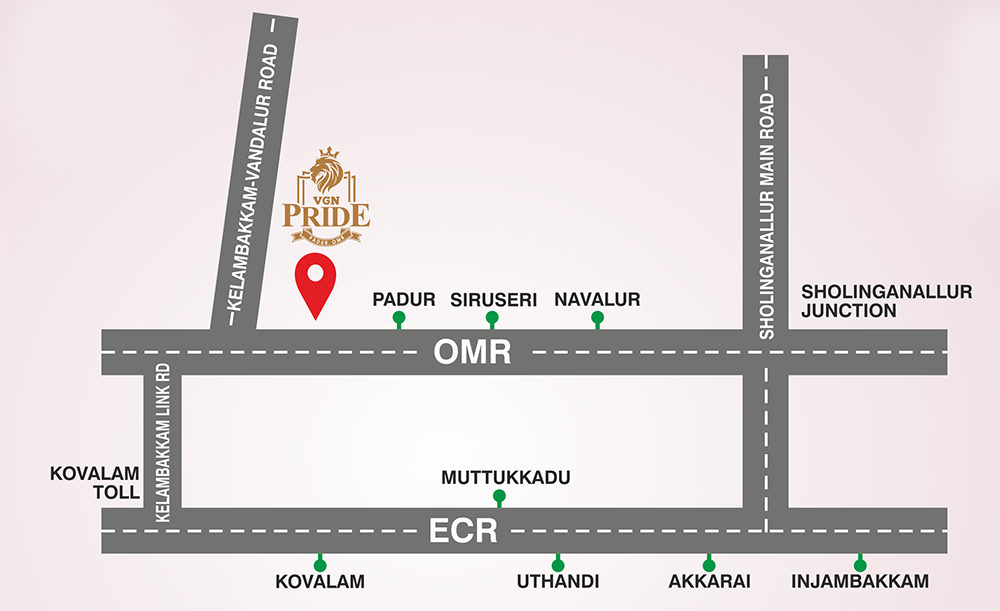 KELAMBAKKAM-VANDALUR ROAD
VGN
PRIDE
PADUR OMR
SHOLINGANALLUR MAIN ROAD
PADUR
SIRUSERI
NAVALUR
SHOLINGANALLUR
JUNCTION
OMR
KELAMBAKKAM LINK RD
KOVALAM
TOLL
MUTTUKKADU
ECR
KOVALAM
UTHANDI
AKKARAI
INJAMBAKKAM